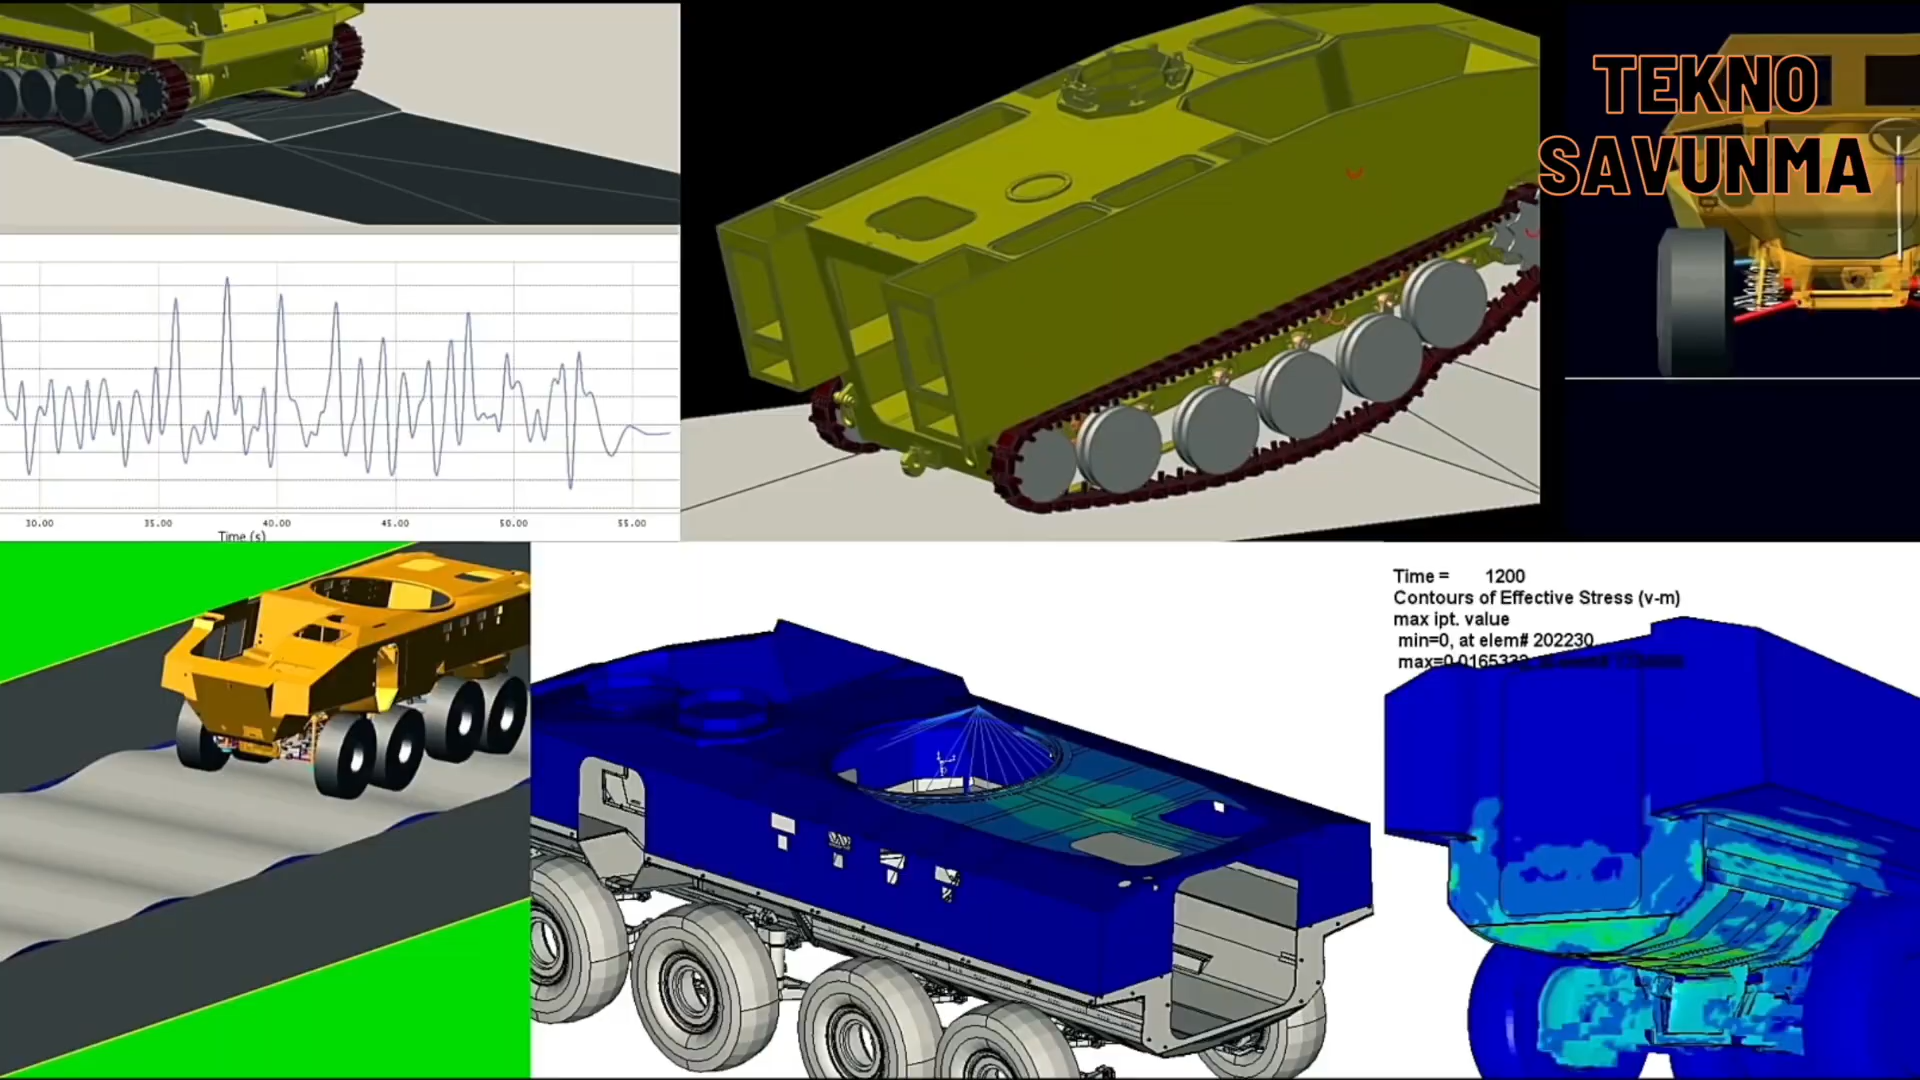 TEKNO
SAVUNMA
30.00 35.00 40.00 45.00 50.00 55.00
Time (s)
Time = 1200
Contours of Effective Stress (v-m)
max ipt. value
min=0, at elem# 202230